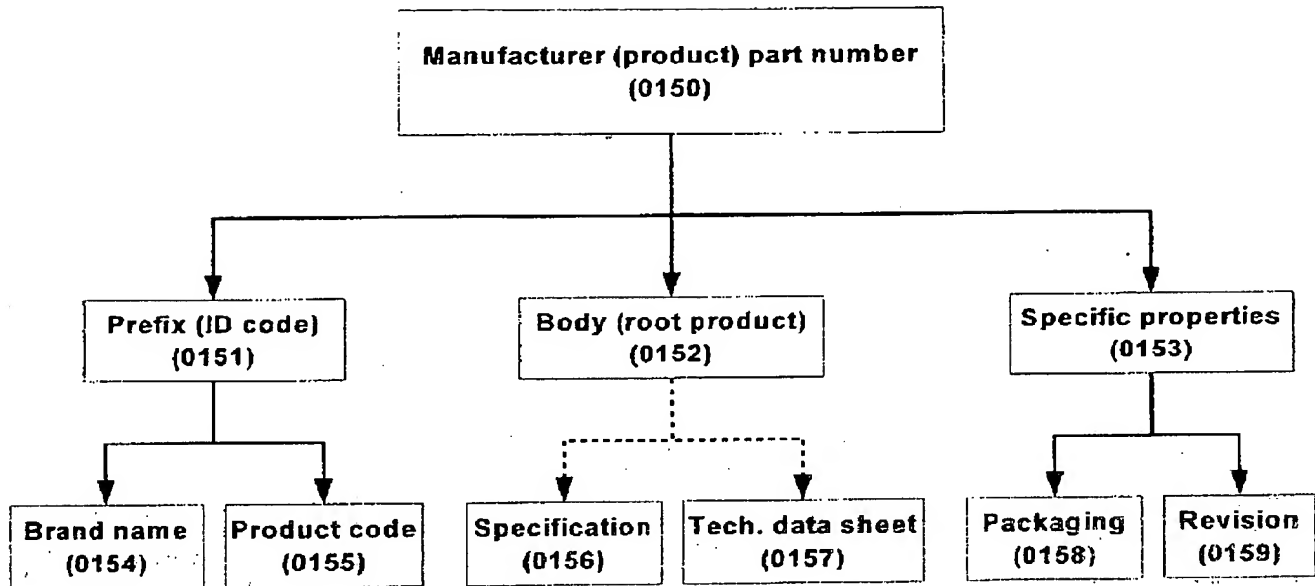 Manufacturer (product) part number
(0150)
Prefix (ID code)
(0151)
Body (root product)
(0152)
Specific properties
(0153)
Brand name
(0154)
Product code
(0155)
Specification
(0156)
Tech. data sheet
(0157)
Packaging
(0158)
Revision
(0159)